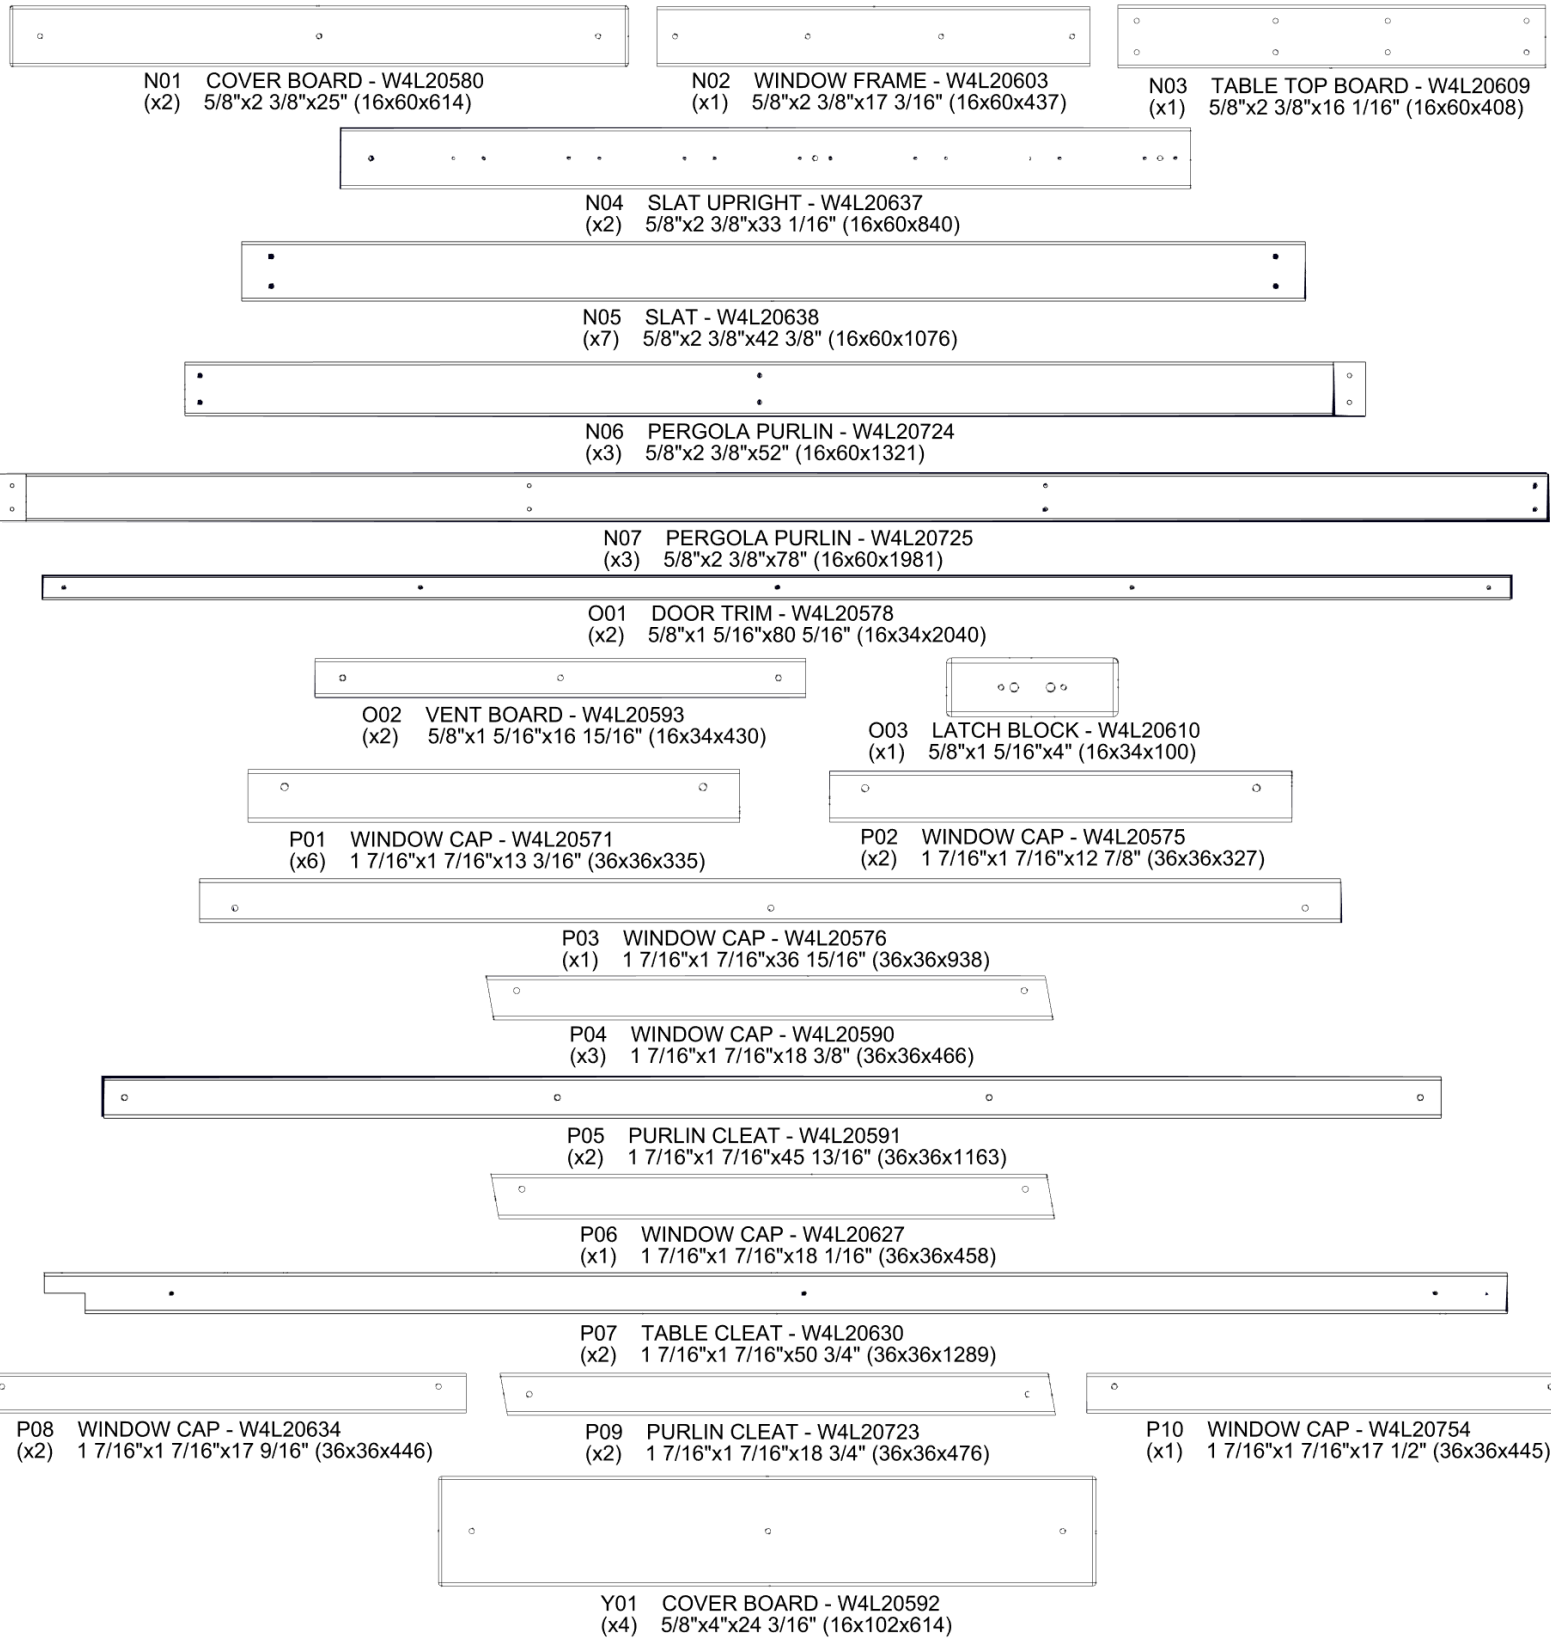 N01 COVER BOARD - W4L20580
(x2) 5/8"x2 3/8"x25" (16x60x614)
N02 WINDOW FRAME - W4L20603
(x1) 5/8"x2 3/8"x17 3/16" (16x60x437)
N03 TABLE TOP BOARD - W4L20609
(x1) 5/8"x2 3/8"x16 1/16" (16x60x408)
N04 SLAT UPRIGHT - W4L20637
(x2) 5/8"x2 3/8"x33 1/16" (16x60x840)
N05 SLAT - W4L20638
(x7) 5/8"x2 3/8"x42 3/8" (16x60x1076)
N06 PERGOLA PURLIN - W4L20724
(x3) 5/8"x2 3/8"x52" (16x60x1321)
N07 PERGOLA PURLIN - W4L20725
(x3) 5/8"x2 3/8"x78" (16x60x1981)
O01 DOOR TRIM - W4L20578
(x2) 5/8"x1 5/16"x80 5/16" (16x34x2040)
O02 VENT BOARD - W4L20593
(x2) 5/8"x1 5/16"x16 15/16" (16x34x430)
O03 LATCH BLOCK - W4L20610
(x1) 5/8"x1 5/16"x4" (16x34x100)
P01 WINDOW CAP - W4L20571
(x6) 1 7/16"x1 7/16"x13 3/16" (36x36x335)
P02 WINDOW CAP - W4L20575
(x2) 1 7/16"x1 7/16"x12 7/8" (36x36x327)
P03 WINDOW CAP - W4L20576
(x1) 1 7/16"x1 7/16"x36 15/16" (36x36x938)
P04 WINDOW CAP - W4L20590
(x3) 1 7/16"x1 7/16"x18 3/8" (36x36x466)
P05 PURLIN CLEAT - W4L20591
(x2) 1 7/16"x1 7/16"x45 13/16" (36x36x1163)
P06 WINDOW CAP - W4L20627
(x1) 1 7/16"x1 7/16"x18 1/16" (36x36x458)
P07 TABLE CLEAT - W4L20630
(x2) 1 7/16"x1 7/16"x50 3/4" (36x36x1289)
P08 WINDOW CAP - W4L20634
(x2) 1 7/16"x1 7/16"x17 9/16" (36x36x446)
P09 PURLIN CLEAT - W4L20723
(x2) 1 7/16"x1 7/16"x18 3/4" (36x36x476)
P10 WINDOW CAP - W4L20754
(x1) 1 7/16"x1 7/16"x17 1/2" (36x36x445)
Y01 COVER BOARD - W4L20592
(x4) 5/8"x4"x24 3/16" (16x102x614)